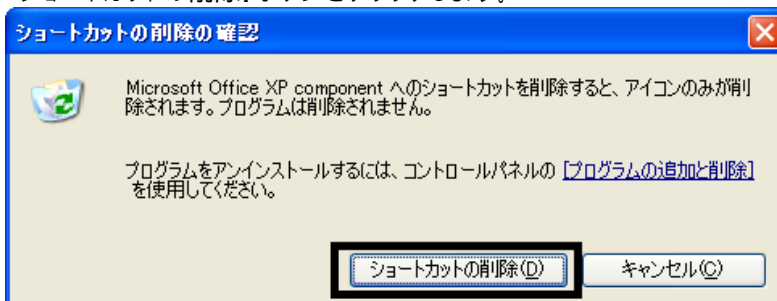 ショートカットの削除の確認
Microsoft Office XP component へのショートカットを削除すると、アイコンのみが削
除されます。プログラムは削除されません。
プログラムをアンインストールするには、コントロールパネルの [プログラムの追加と削除]
を使用してください。
ショートカットの削除(D)
キャンセル(C)